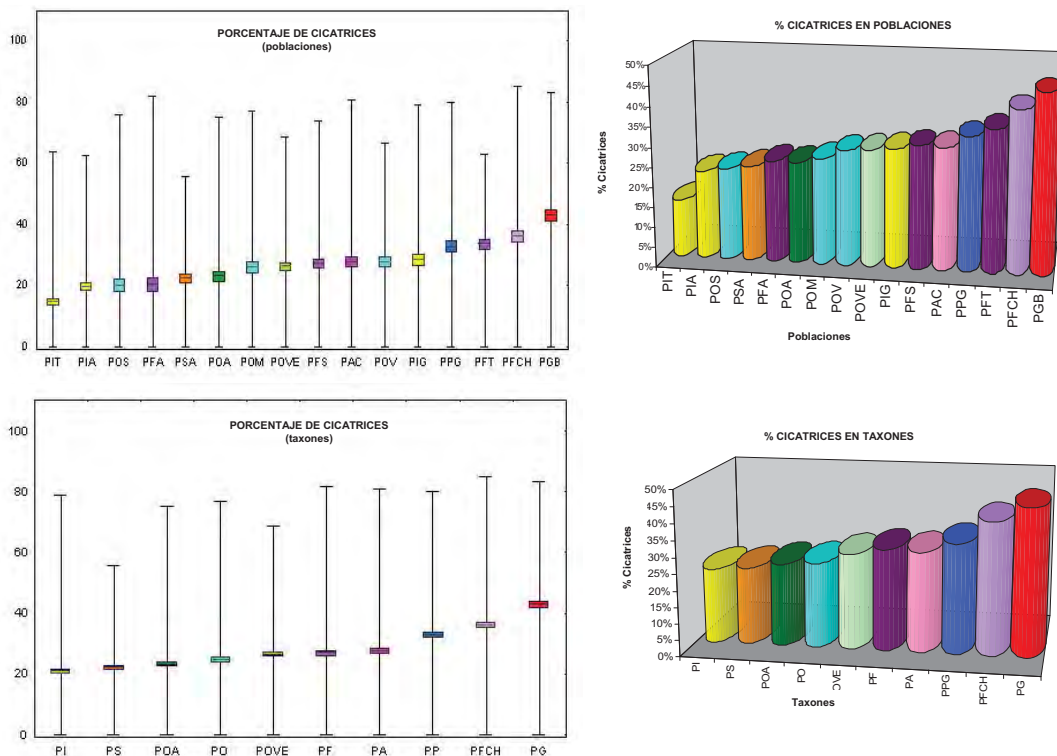 PORCENTAJE DE CICATRICES
(poblaciones)
100
80
60
40
20
0
PIT PIA POS PFA PSA POA POM POVE PFS PAC POV PIG PPG PFT PFCH PGB
% CICATRICES EN POBLACIONES
% Cicatrices
50%
45%
40%
35%
30%
25%
20%
15%
10%
5%
0%
PIT PIA POS PSA PFA POA POM POV POVE PIG PFS PAC PPG PFT PFCH PGB
Poblaciones
PORCENTAJE DE CICATRICES
(taxones)
100
80
60
40
20
0
PI PS POA PO POVE PF PA PP PFCH PG
% CICATRICES EN TAXONES
% Cicatrices
50%
45%
40%
35%
30%
25%
20%
15%
10%
5%
0%
PI PS POA PO OVE PF PA PPG PFCH PG
Taxones